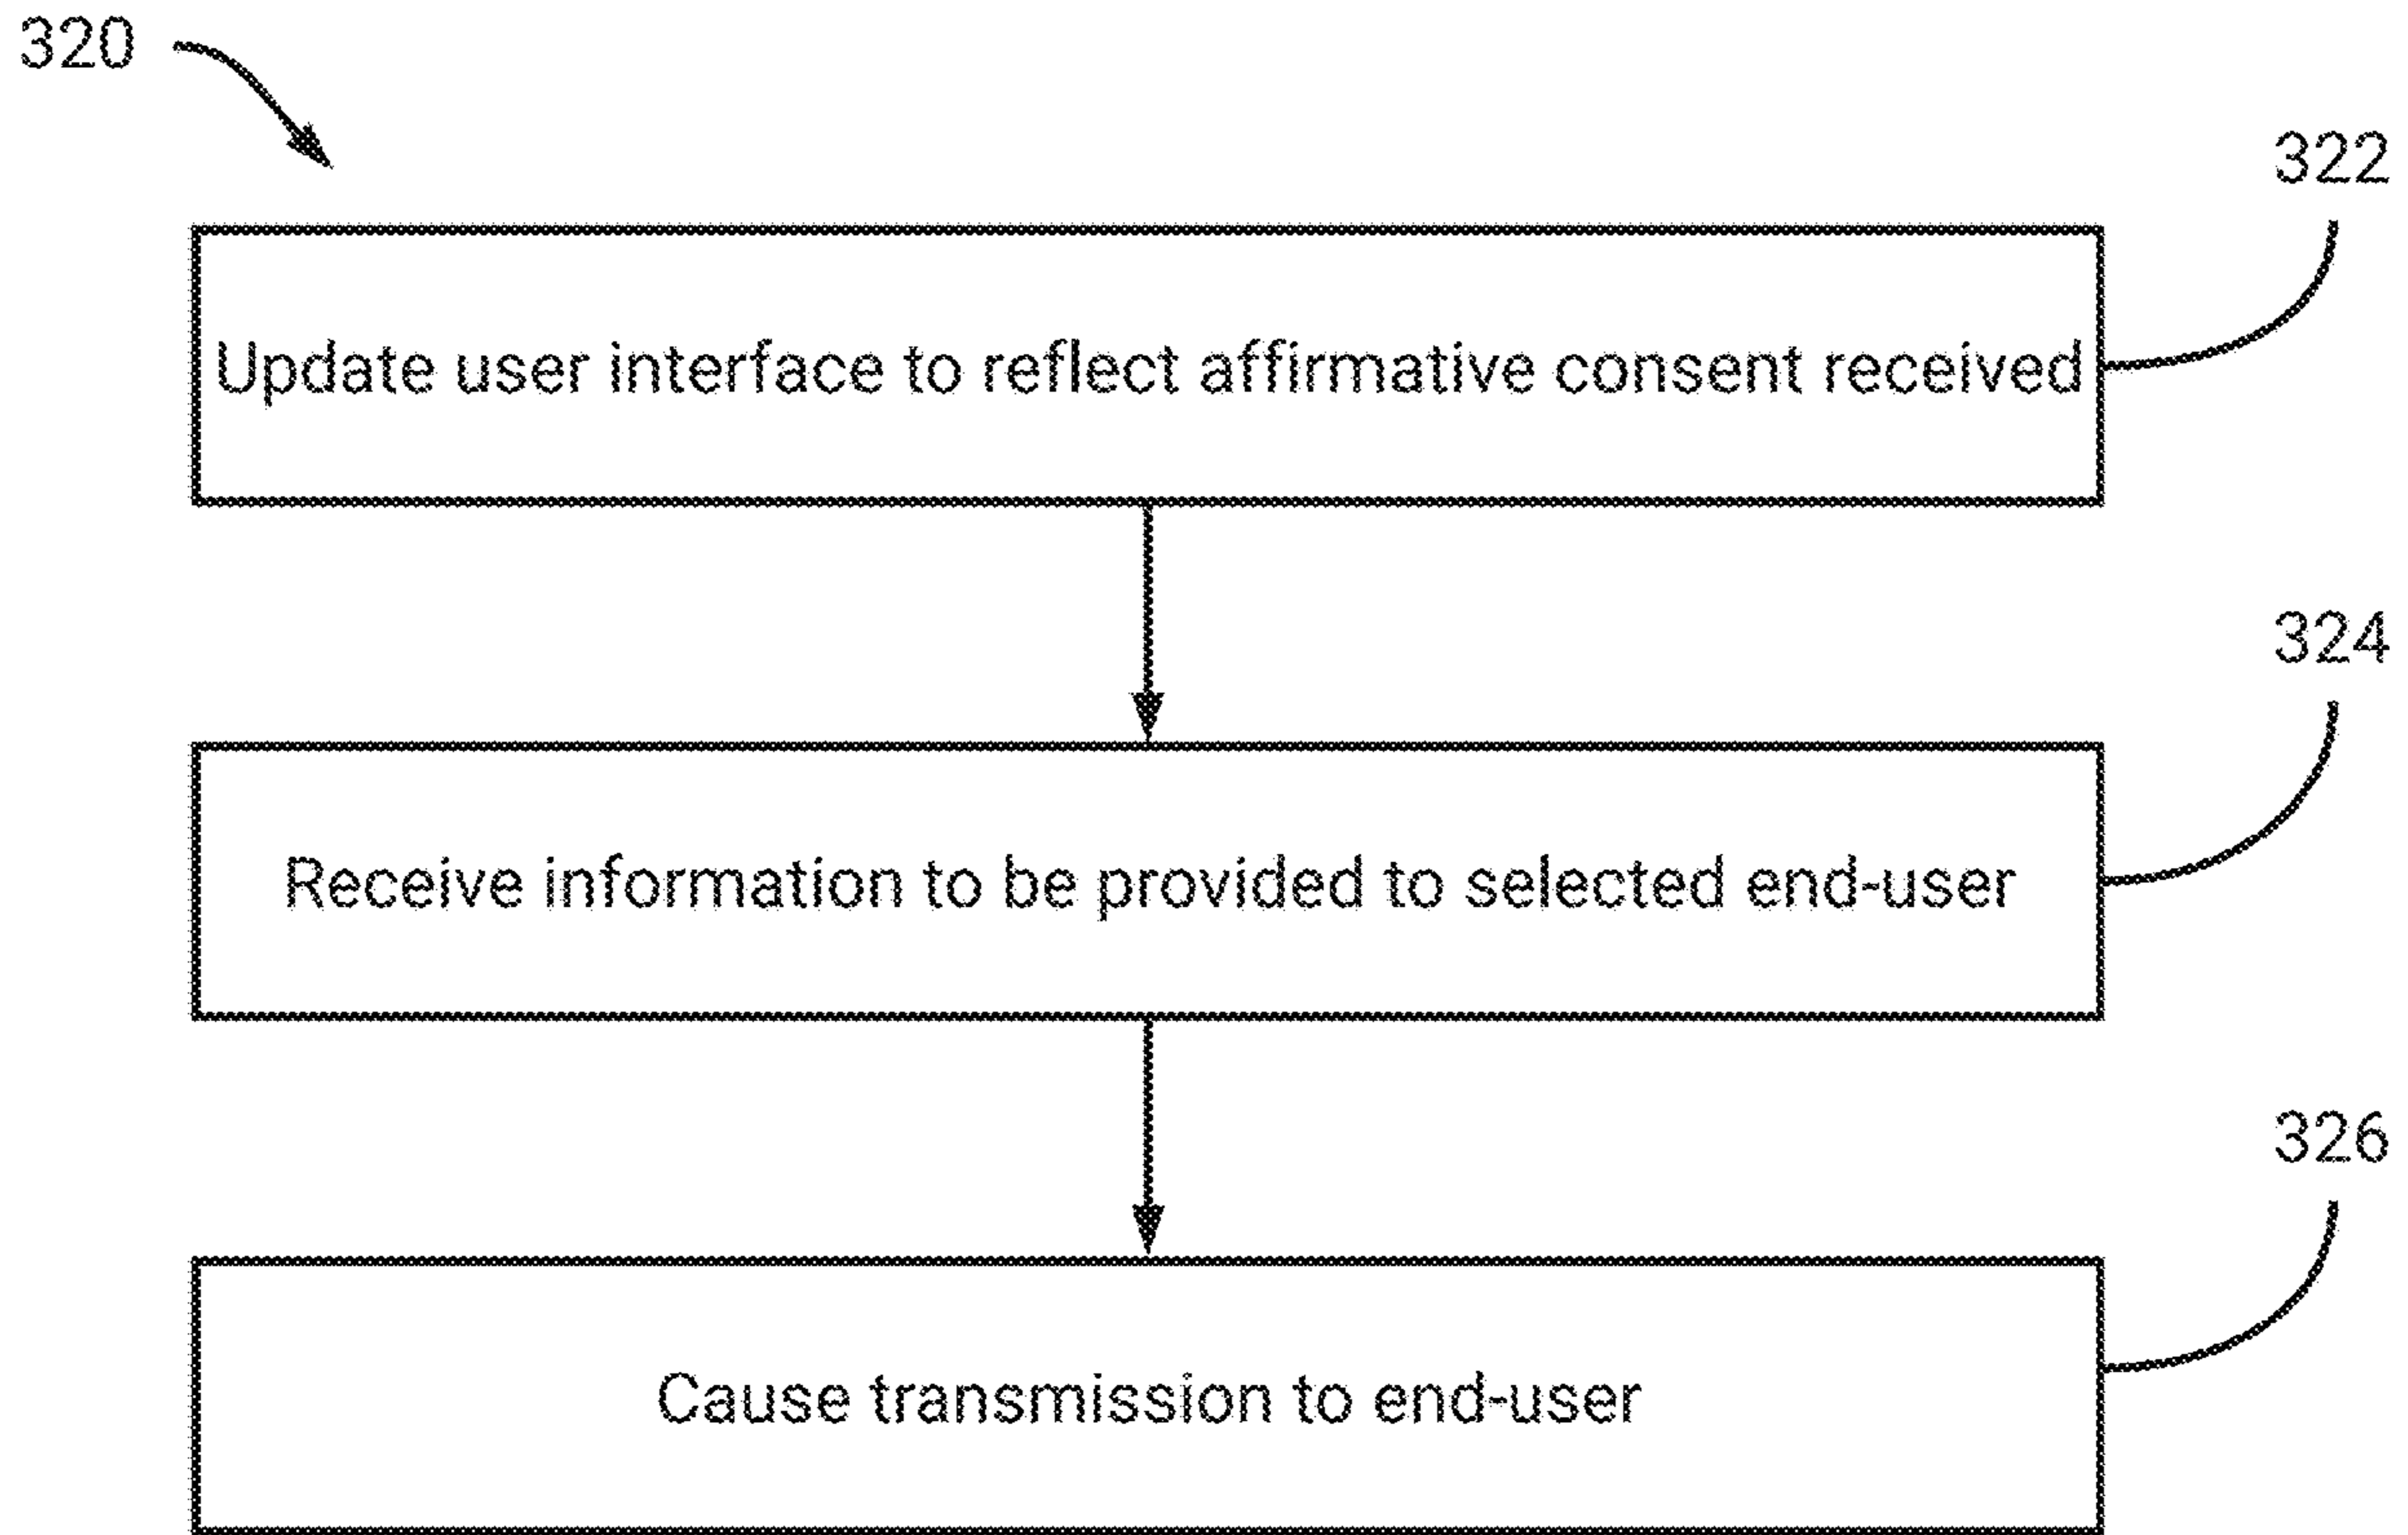 320
322
Update user interface to reflect affirmative consent received
324
Receive information to be provided to selected end-user
326
Cause transmission to end-user